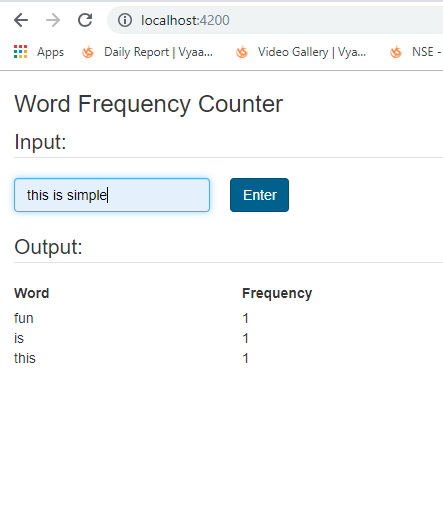 localhost:4200
Apps Daily Report | Vyaa... Video Gallery | Vya... NSE -
Word Frequency Counter
Input:
this is simple Enter
Output:
Word Frequency
fun 1
is 1
this 1